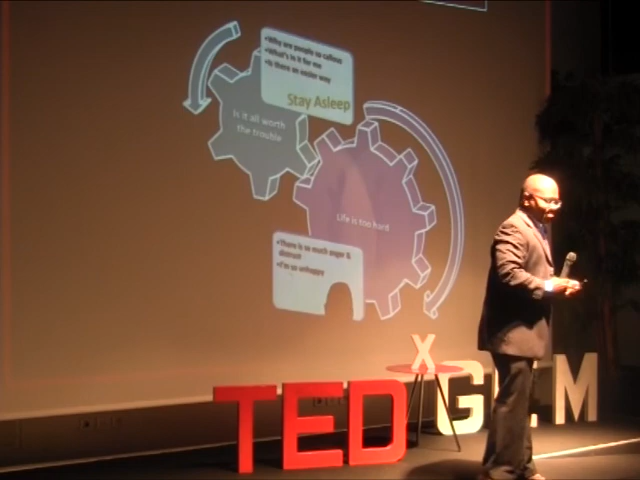 •Why are people so callous
•What's in it for me
•Is there an easier way
Stay Asleep
Is it all worth
the trouble
Life is too hard
•There is so much anger &
distrust
•I'm so unhappy
X
TED G M